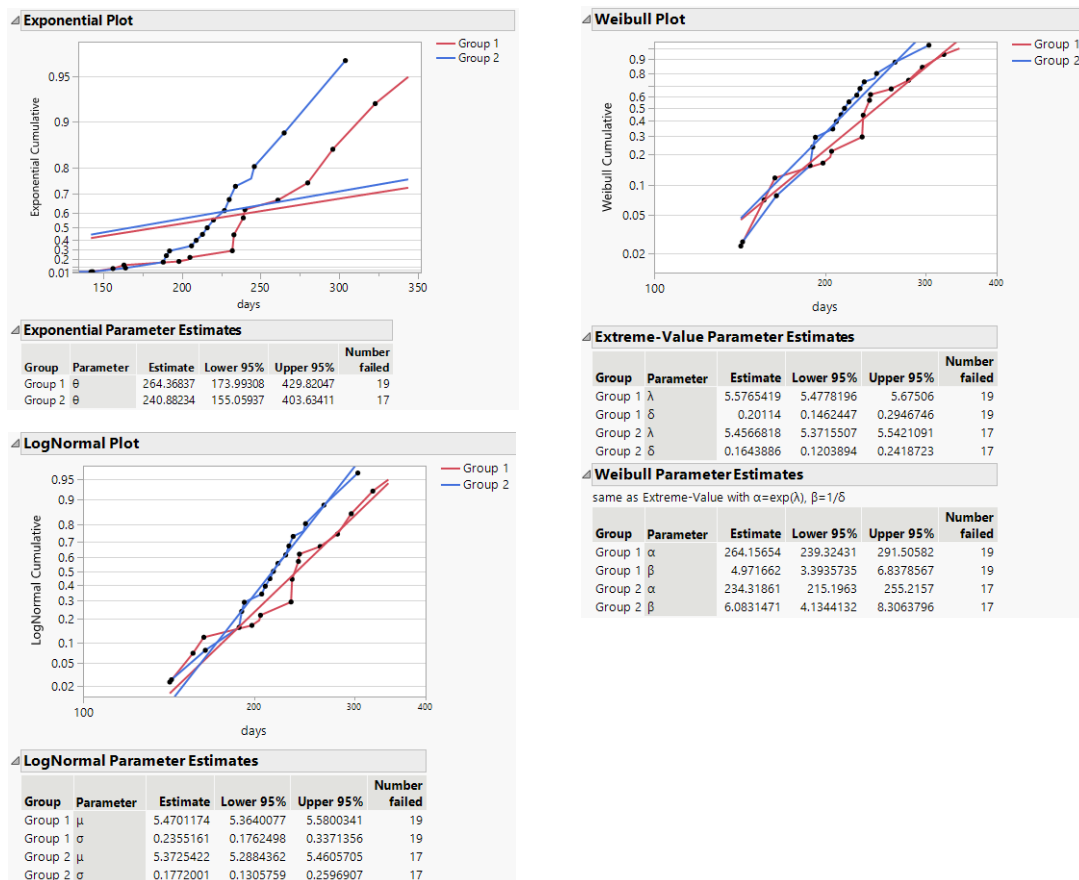 Exponential Plot
Group 1
Group 2
Exponential Cumulative
0.95
0.9
0.8
0.7
0.6
0.5
0.4
0.3
0.2
0.01
150 200 250 300 350
days
Exponential Parameter Estimates
Group Parameter Estimate Lower 95% Upper 95% Number failed
Group 1 θ 264.36837 173.99308 429.82047 19
Group 2 θ 240.88234 155.05937 403.63411 17
LogNormal Plot
Group 1
Group 2
LogNormal Cumulative
0.95
0.9
0.8
0.7
0.6
0.5
0.4
0.3
0.2
0.1
0.05
0.02
100 200 300 400
days
LogNormal Parameter Estimates
Group Parameter Estimate Lower 95% Upper 95% Number failed
Group 1 μ 5.4701174 5.3640077 5.5800341 19
Group 1 σ 0.2355161 0.1762498 0.3371356 19
Group 2 μ 5.3725422 5.2884362 5.4605705 17
Group 2 σ 0.1772001 0.1305759 0.2596907 17
Weibull Plot
Group 1
Group 2
Weibull Cumulative
0.9
0.8
0.6
0.5
0.4
0.3
0.2
0.1
0.05
0.02
100 200 300 400
days
Extreme-Value Parameter Estimates
Group Parameter Estimate Lower 95% Upper 95% Number failed
Group 1 λ 5.5765419 5.4778196 5.67506 19
Group 1 δ 0.20114 0.1462447 0.2946746 19
Group 2 λ 5.4566818 5.3715507 5.5421091 17
Group 2 δ 0.1643886 0.1203894 0.2418723 17
Weibull Parameter Estimates
same as Extreme-Value with α=exp(λ), β=1/δ
Group Parameter Estimate Lower 95% Upper 95% Number failed
Group 1 α 264.15654 239.32431 291.50582 19
Group 1 β 4.971662 3.3935735 6.8378567 19
Group 2 α 234.31861 215.1963 255.2157 17
Group 2 β 6.0831471 4.1344132 8.3063796 17